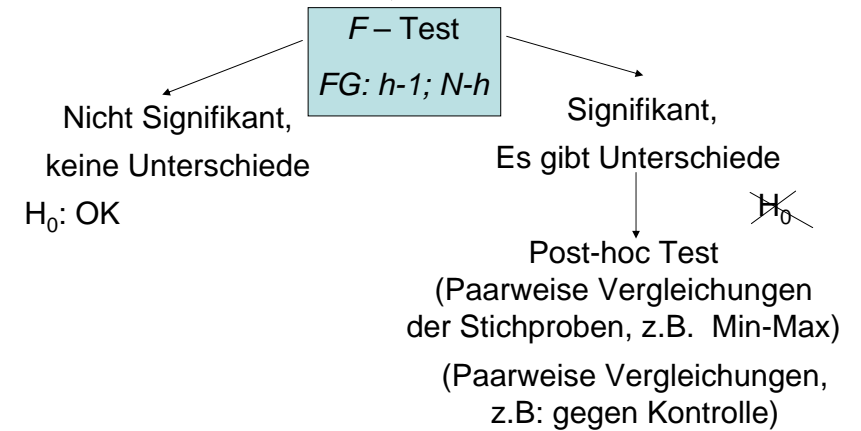 F – Test
FG: h-1; N-h
Nicht Signifikant,
keine Unterschiede
H₀: OK
Signifikant,
Es gibt Unterschiede
H₀
Post-hoc Test
(Paarweise Vergleichungen
der Stichproben, z.B. Min-Max)
(Paarweise Vergleichungen,
z.B: gegen Kontrolle)